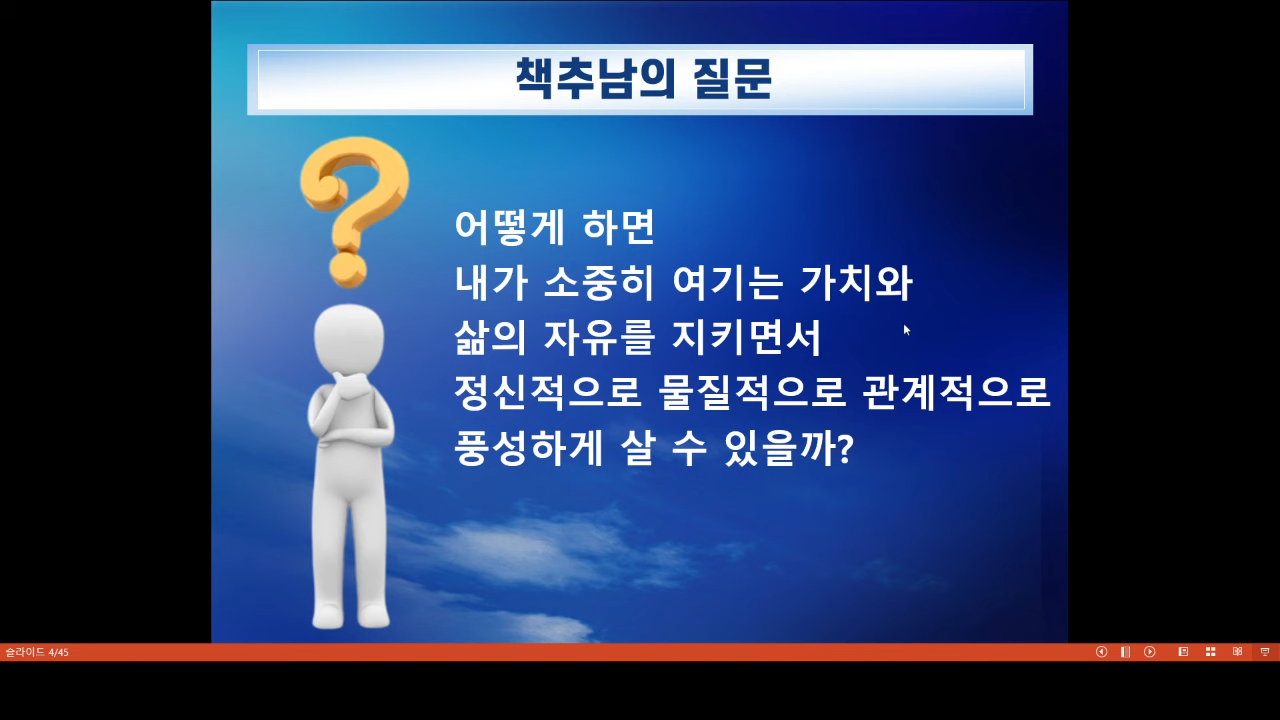 책추남의 질문
어떻게 하면
내가 소중히 여기는 가치와
삶의 자유를 지키면서
정신적으로 물질적으로 관계적으로
풍성하게 살 수 있을까?
슬라이드 4/45